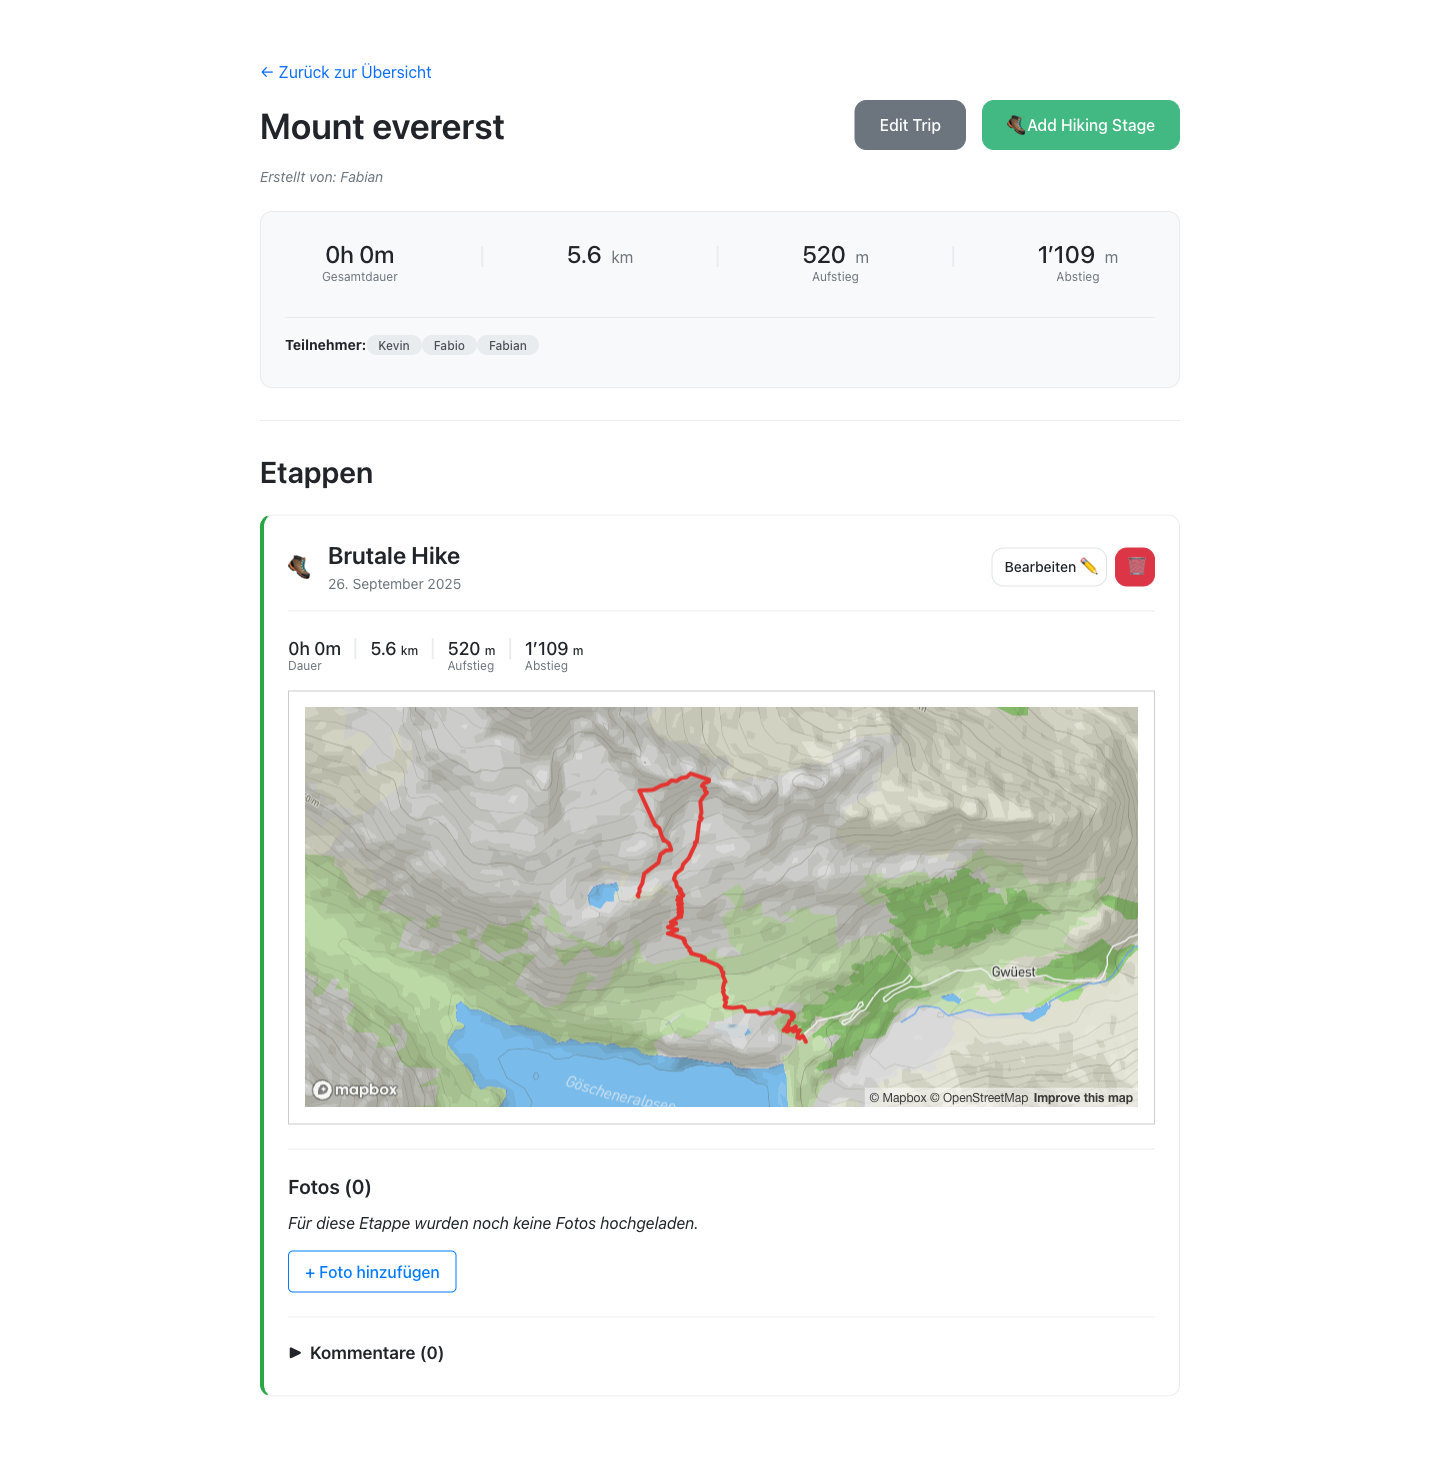 ← Zurück zur Übersicht
Mount evererst
Edit Trip
Add Hiking Stage
Erstellt von: Fabian
0h 0m
Gesamtdauer
5.6 km
520 m
Aufstieg
1’109 m
Abstieg
Teilnehmer: Kevin Fabio Fabian
Etappen
Brutale Hike
26. September 2025
Bearbeiten
0h 0m
Dauer
5.6 km
520 m
Aufstieg
1’109 m
Abstieg
Gwüest
Göscheneralpsee
mapbox
© Mapbox © OpenStreetMap Improve this map
Fotos (0)
Für diese Etappe wurden noch keine Fotos hochgeladen.
+ Foto hinzufügen
Kommentare (0)